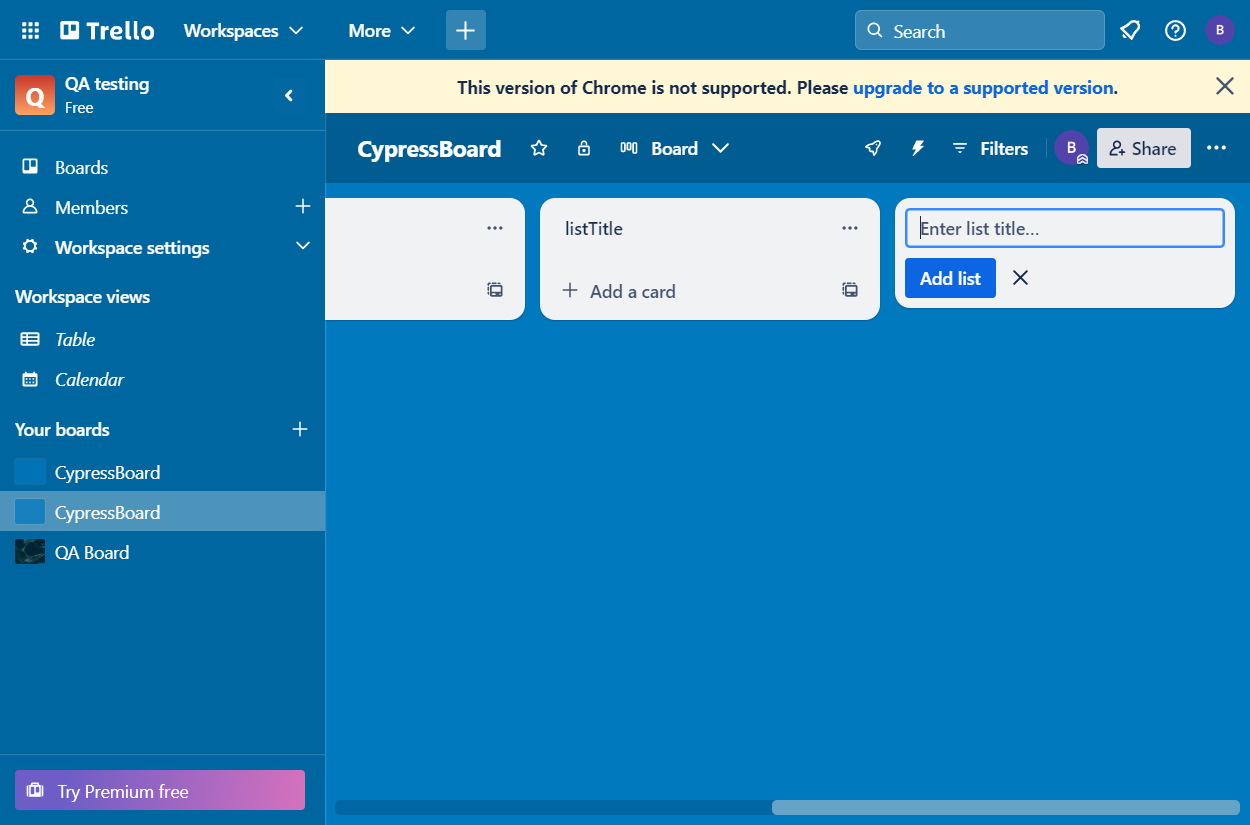 Trello
Workspaces
More
Search
B
Q
QA testing
Free
This version of Chrome is not supported. Please upgrade to a supported version.
CypressBoard
Board
Filters
B
Share
Boards
Members
Workspace settings
Workspace views
Table
Calendar
Your boards
CypressBoard
CypressBoard
QA Board
Try Premium free
listTitle
Add a card
Enter list title...
Add list